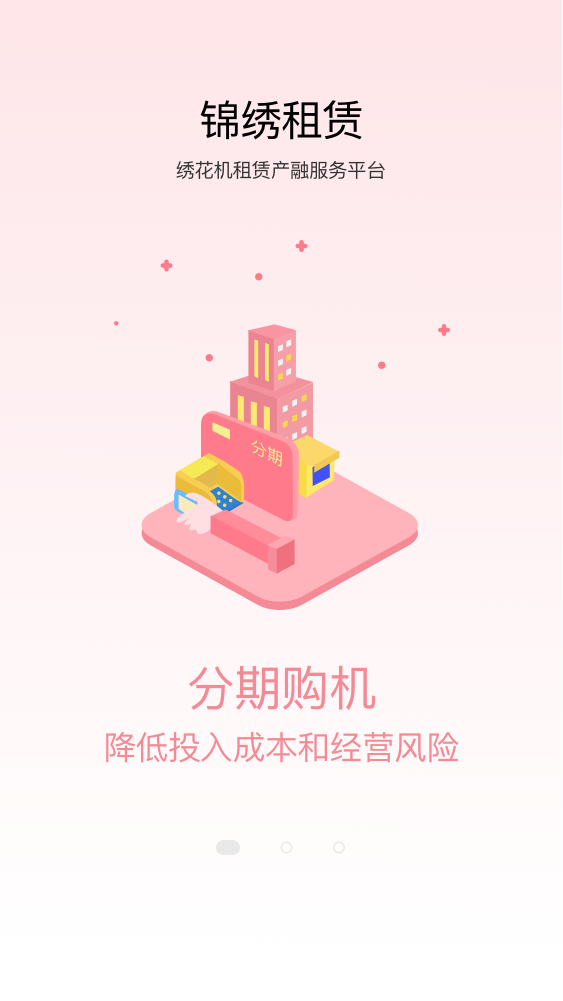 锦绣租赁
绣花机租赁产融服务平台
分期
分期购机
降低投入成本和经营风险